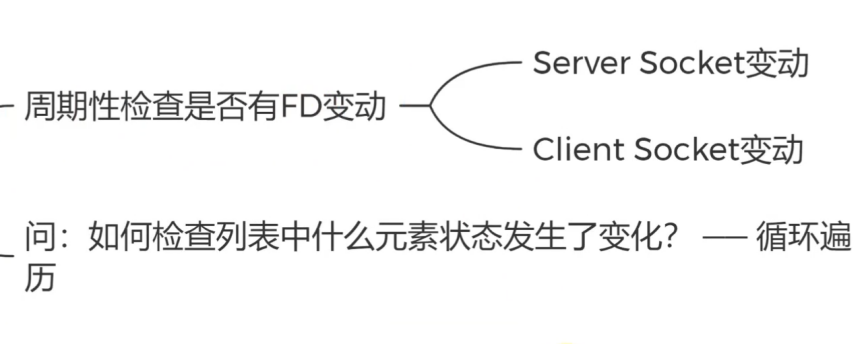 周期性检查是否有FD变动
Server Socket变动
Client Socket变动
问：如何检查列表中什么元素状态发生了变化？ —— 循环遍
历